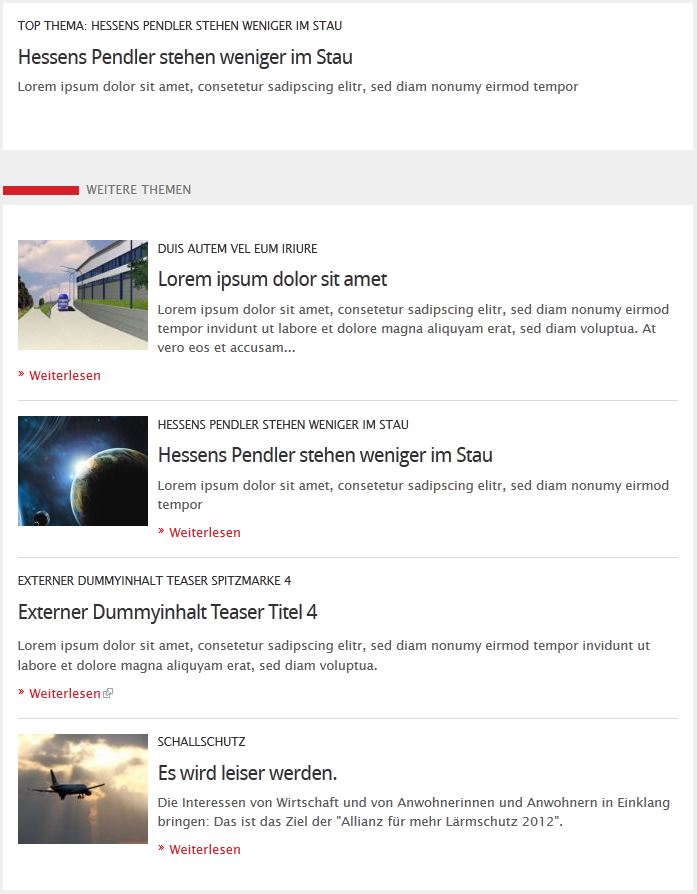 TOP THEMA: HESSENS PENDLER STEHEN WENIGER IM STAU
Hessens Pendler stehen weniger im Stau
Lorem ipsum dolor sit amet, consetetur sadipscing elitr, sed diam nonumy eirmod tempor
WEITERE THEMEN
DUIS AUTEM VEL EUM IRIURE
Lorem ipsum dolor sit amet
Lorem ipsum dolor sit amet, consetetur sadipscing elitr, sed diam nonumy eirmod
tempor invidunt ut labore et dolore magna aliquyam erat, sed diam voluptua. At
vero eos et accusam...
» Weiterlesen
HESSENS PENDLER STEHEN WENIGER IM STAU
Hessens Pendler stehen weniger im Stau
Lorem ipsum dolor sit amet, consetetur sadipscing elitr, sed diam nonumy eirmod
tempor
» Weiterlesen
EXTERNER DUMMYINHALT TEASER SPITZMARKE 4
Externer Dummyinhalt Teaser Titel 4
Lorem ipsum dolor sit amet, consetetur sadipscing elitr, sed diam nonumy eirmod tempor invidunt ut
labore et dolore magna aliquyam erat, sed diam voluptua.
» Weiterlesen
SCHALLSCHUTZ
Es wird leiser werden.
Die Interessen von Wirtschaft und von Anwohnerinnen und Anwohnern in Einklang
bringen: Das ist das Ziel der "Allianz für mehr Lärmschutz 2012".
» Weiterlesen